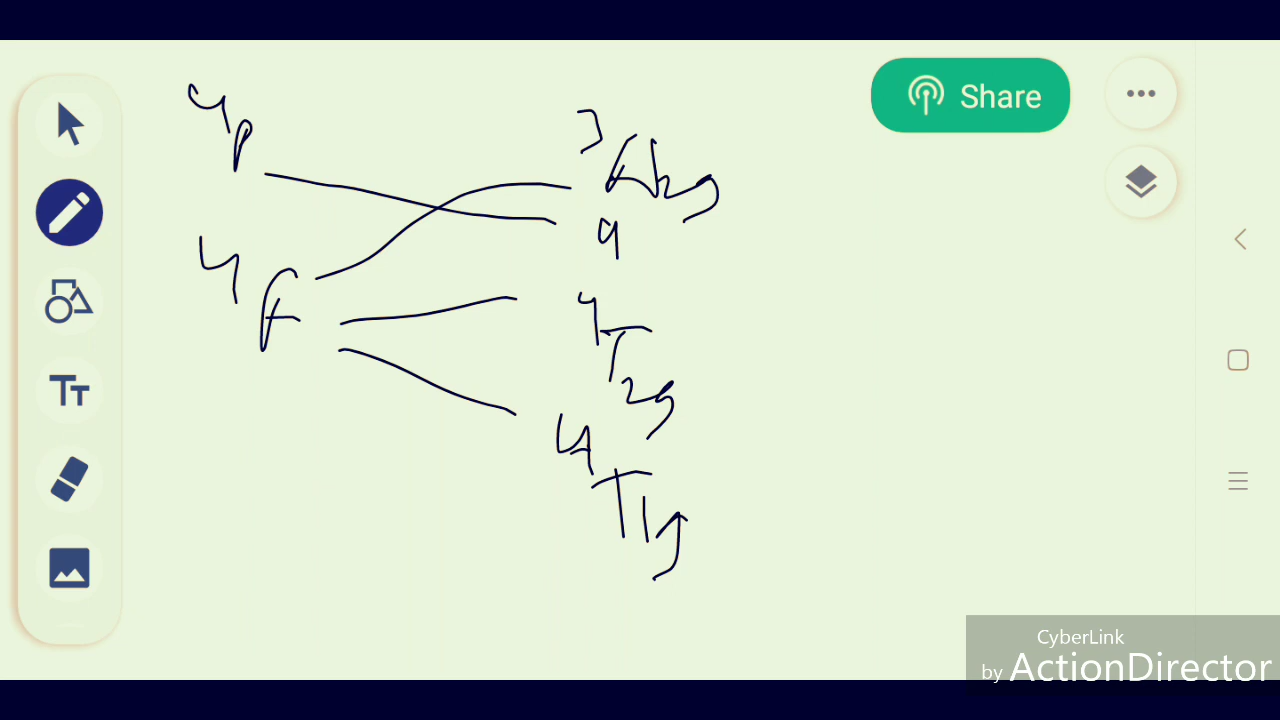 Share
4p
3A2g
4F
4T2g
4T1g
CyberLink
by ActionDirector